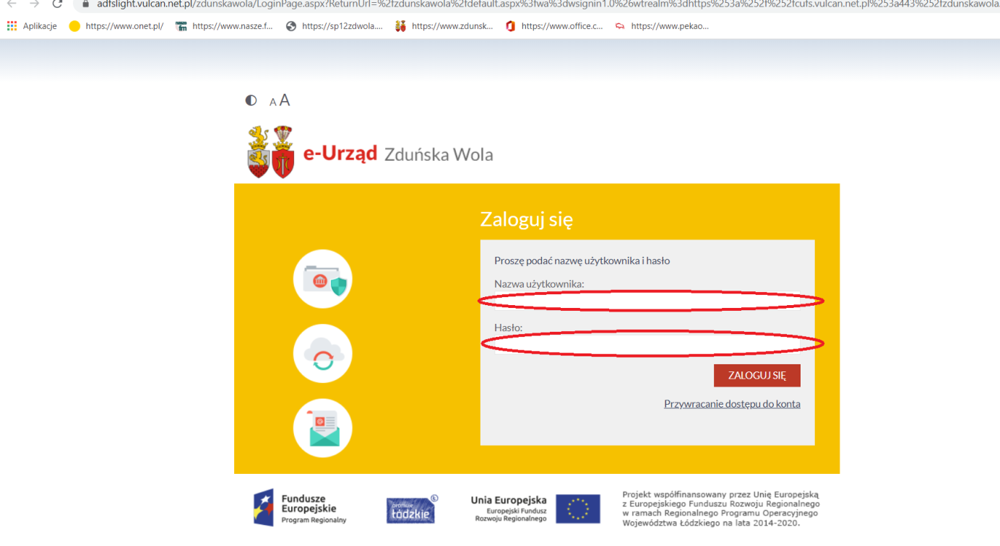 adfslight.vulcan.net.pl/zdunskawola/LoginPage.aspx?ReturnUrl=%2fzdunskawola%2fdefault.aspx%3fwa%3dwsignin1.0%26wtrealm%3dhttps%253a%252f%252fcufs.vulcan.net.pl%253a443%252fzdunskawola.
Aplikacje https://www.onet.pl/ https://www.nasze.f... https://sp12zdwola.... https://www.zdunsk... https://www.office.c... https://www.pekao...
A A
e-Urząd Zduńska Wola
Zaloguj się
Proszę podać nazwę użytkownika i hasło
Nazwa użytkownika:
Hasło:
ZALOGUJ SIĘ
Przywracanie dostępu do konta
Fundusze
Europejskie
Program Regionalny
promuje
łódzkie
Unia Europejska
Europejski Fundusz
Rozwoju Regionalnego
Projekt współfinansowany przez Unię Europejską
z Europejskiego Funduszu Rozwoju Regionalnego
w ramach Regionalnego Programu Operacyjnego
Województwa Łódzkiego na lata 2014-2020.